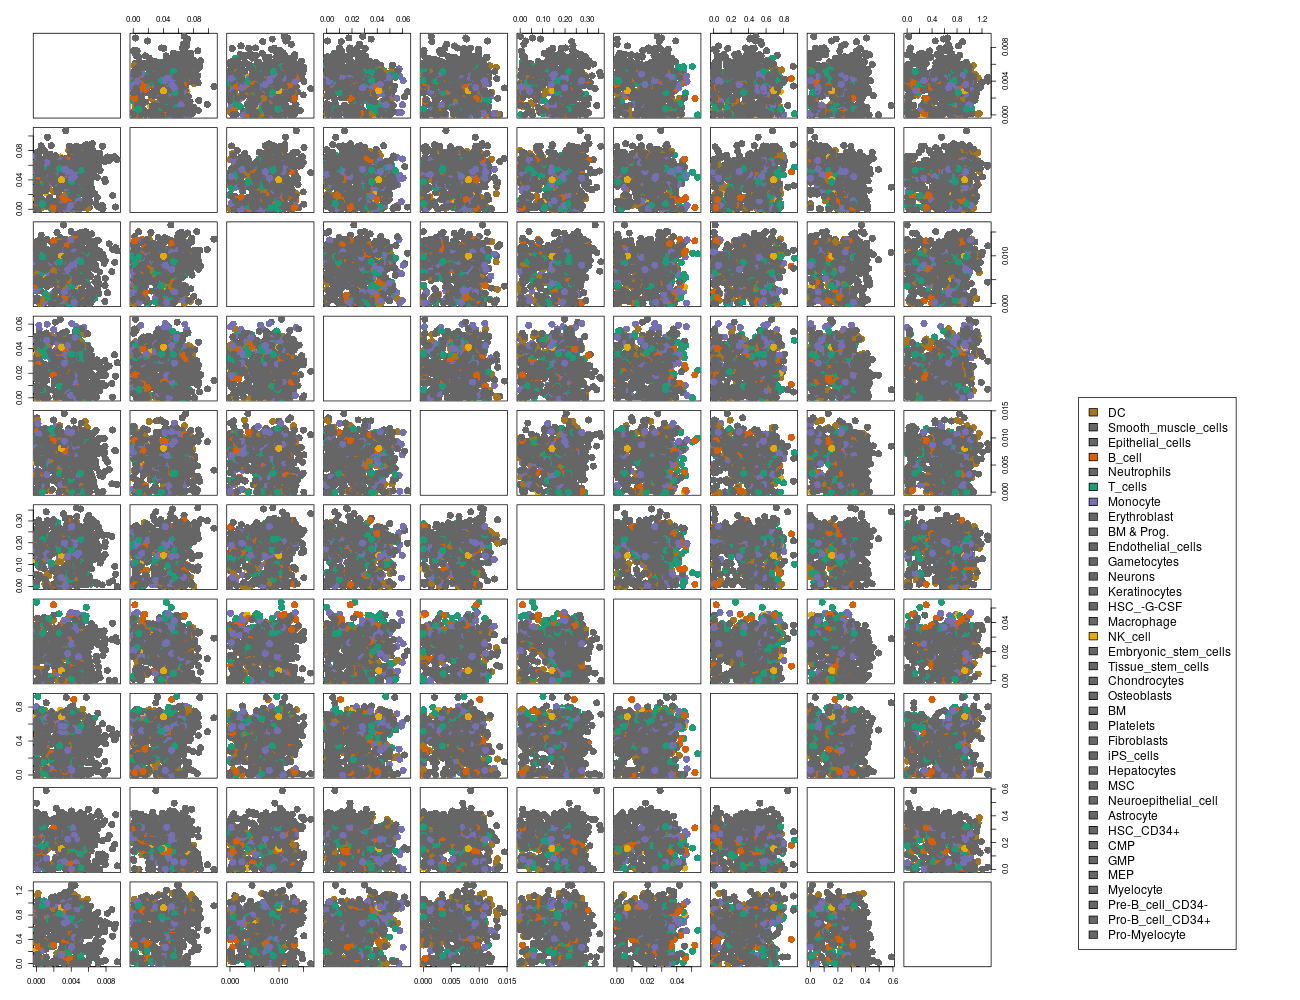 0.00 0.04 0.08
0.00 0.02 0.04 0.06
0.00 0.10 0.20 0.30
0.0 0.2 0.4 0.6 0.8
0.0 0.4 0.8 1.2
0.000 0.004 0.008
0.00 0.04 0.08
0.000 0.010
0.00 0.02 0.04 0.06
0.000 0.005 0.010 0.015
0.00 0.10 0.20 0.30
0.00 0.02 0.04
0.0 0.4 0.8
0.0 0.2 0.4 0.6
0.0 0.4 0.8 1.2
0.000 0.004 0.008
0.000 0.010
0.000 0.005 0.010 0.015
0.00 0.02 0.04
0.0 0.2 0.4 0.6
DC
Smooth_muscle_cells
Epithelial_cells
B_cell
Neutrophils
T_cells
Monocyte
Erythroblast
BM & Prog.
Endothelial_cells
Gametocytes
Neurons
Keratinocytes
HSC_-G-CSF
Macrophage
NK_cell
Embryonic_stem_cells
Tissue_stem_cells
Chondrocytes
Osteoblasts
BM
Platelets
Fibroblasts
iPS_cells
Hepatocytes
MSC
Neuroepithelial_cell
Astrocyte
HSC_CD34+
CMP
GMP
MEP
Myelocyte
Pre-B_cell_CD34-
Pro-B_cell_CD34+
Pro-Myelocyte